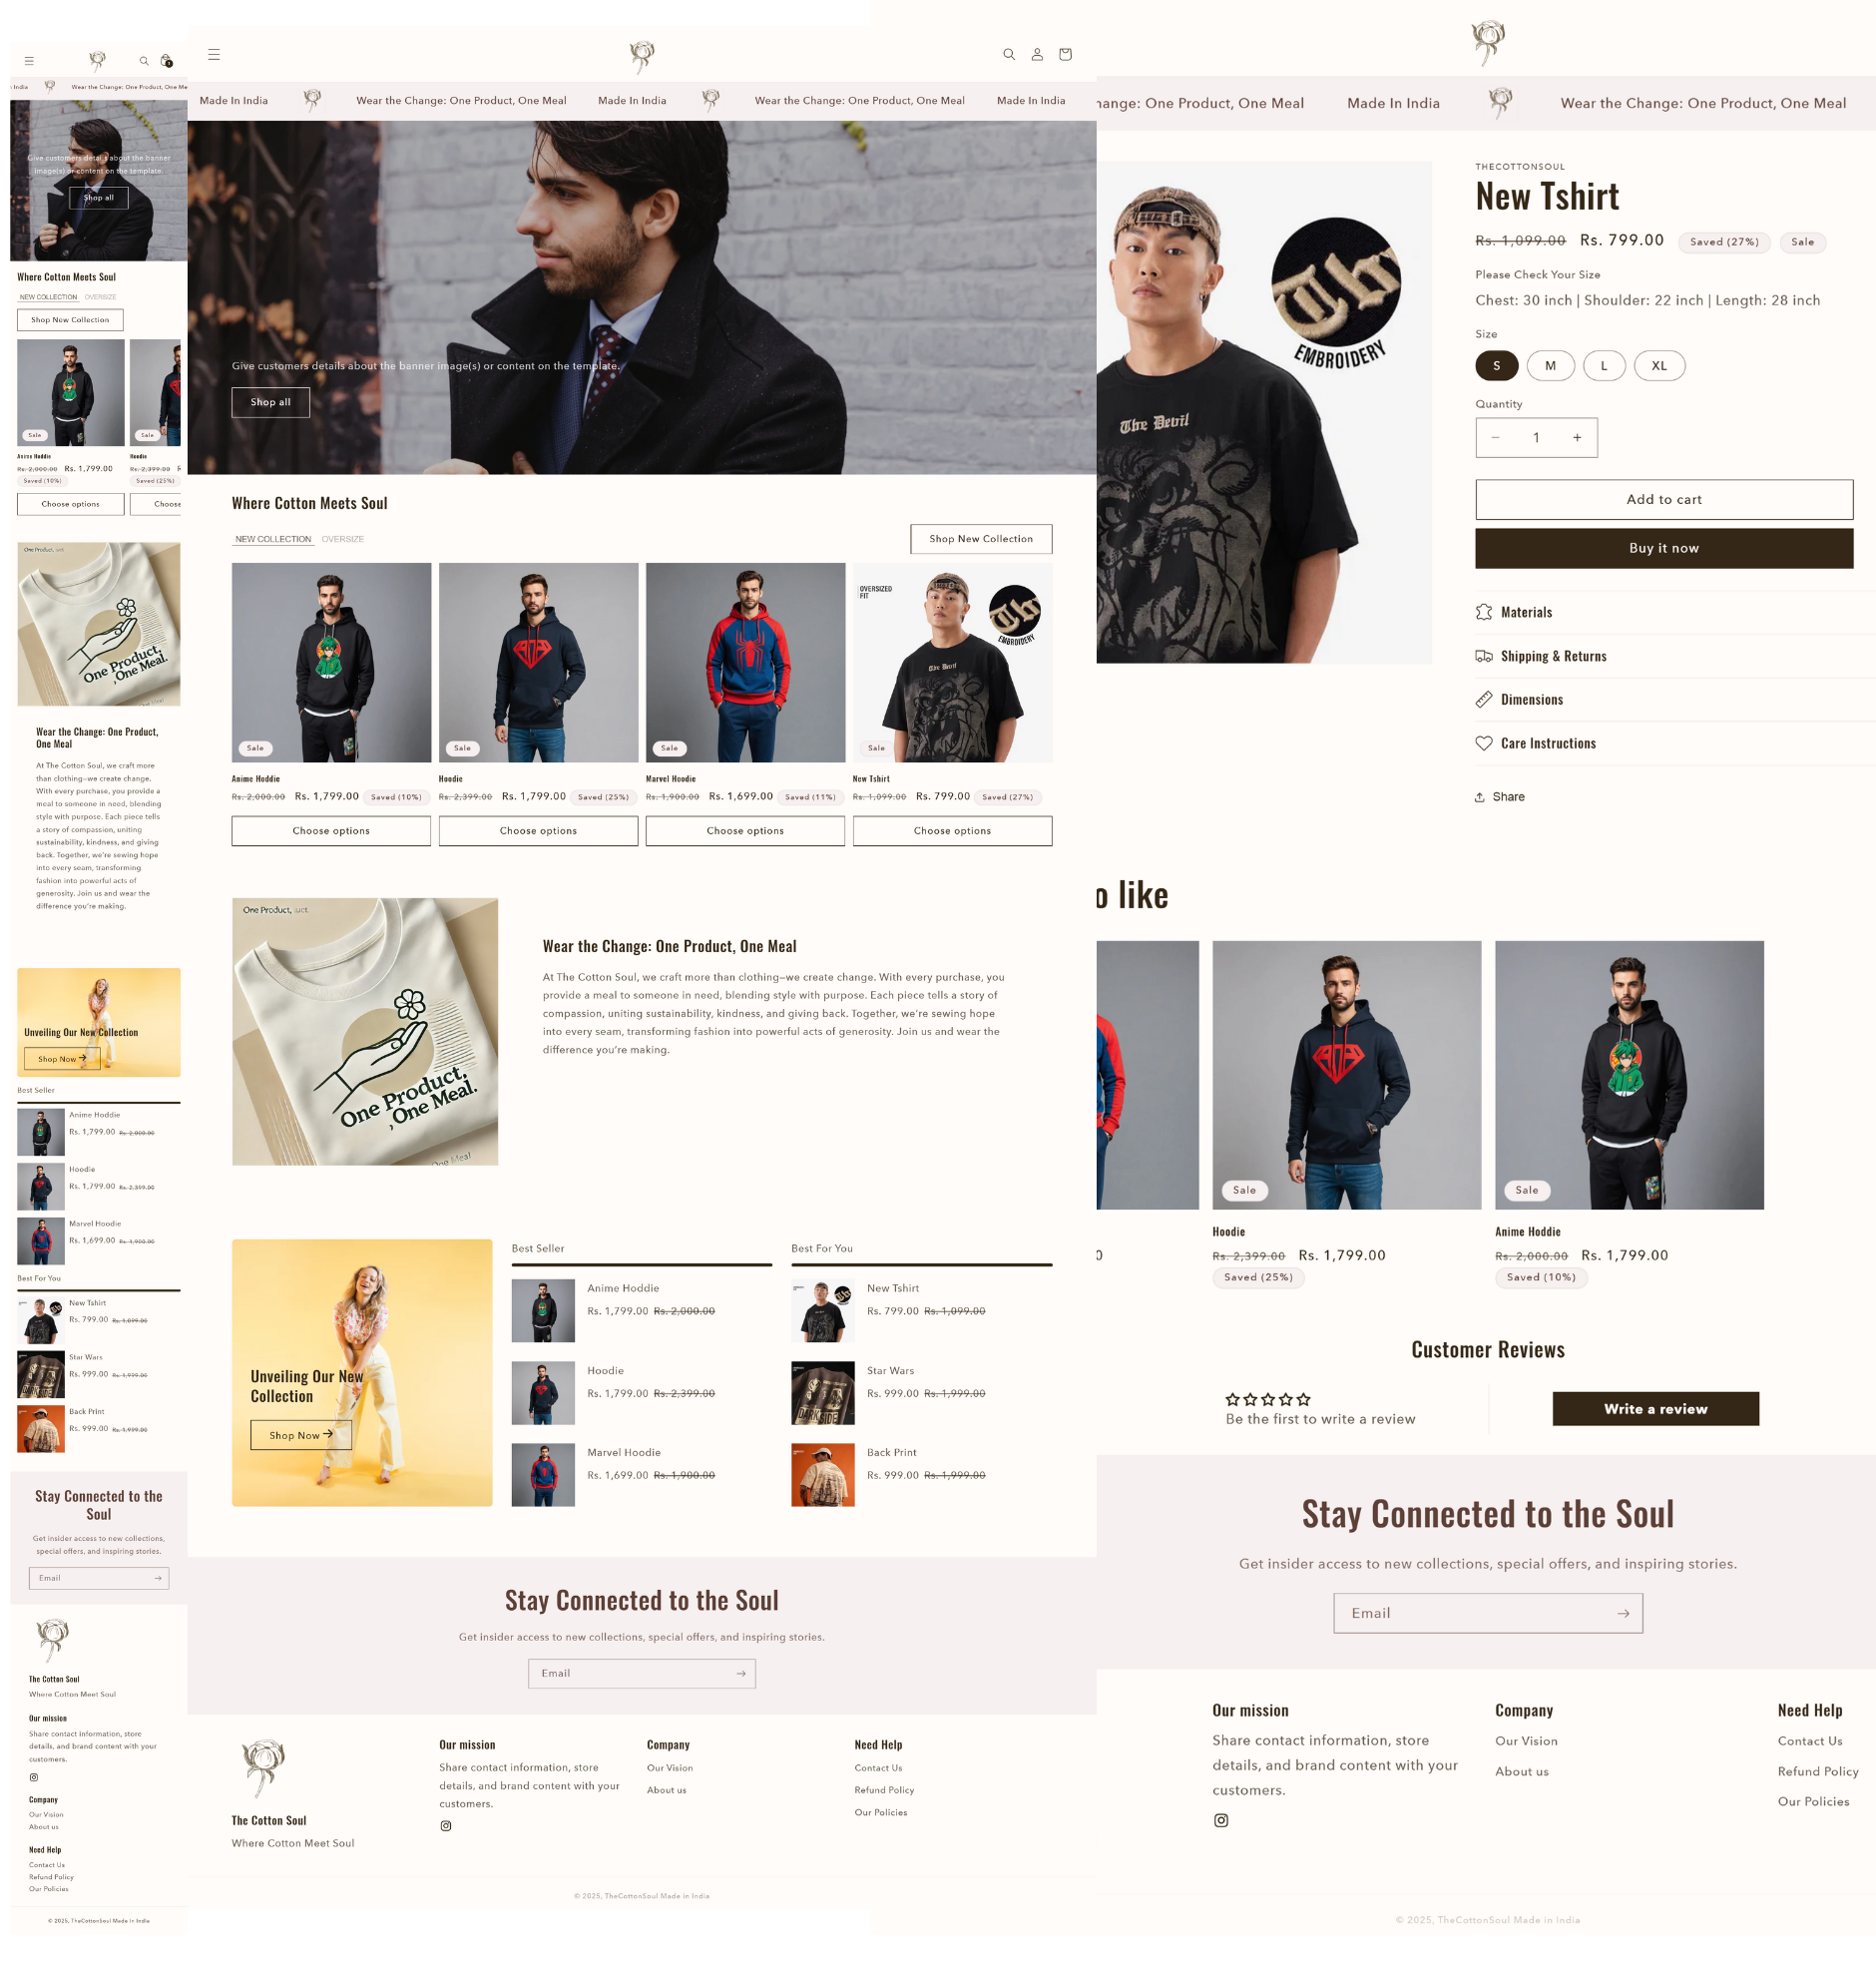 India
Wear the Change: One Product, One Me
Give customers details about the banner
image(s) or content on the template.
Shop all
Where Cotton Meets Soul
NEW COLLECTION OVERSIZE
Shop New Collection
Sale
Sale
Anime Hoddie
Hoodie
Rs. 2,000.00 Rs. 1,799.00
Rs. 2,399.00
Saved (10%)
Saved (25%)
Choose options
Choose
One Product,
One Product,
One Meal.
Wear the Change: One Product,
One Meal
At The Cotton Soul, we craft more
than clothing—we create change.
With every purchase, you provide a
meal to someone in need, blending
style with purpose. Each piece tells
a story of compassion, uniting
sustainability, kindness, and giving
back. Together, we're sewing hope
into every seam, transforming
fashion into powerful acts of
generosity. Join us and wear the
difference you're making.
Unveiling Our New Collection
Shop Now
Best Seller
Anime Hoddie
Rs. 1,799.00 Rs. 2,000.00
Hoodie
Rs. 1,799.00 Rs. 2,399.00
Marvel Hoodie
Rs. 1,699.00 Rs. 1,900.00
Best For You
New Tshirt
Rs. 799.00 Rs. 1,099.00
Star Wars
Rs. 999.00 Rs. 1,999.00
Back Print
Rs. 999.00 Rs. 1,999.00
Stay Connected to the
Soul
Get insider access to new collections,
special offers, and inspiring stories.
Email
The Cotton Soul
Where Cotton Meet Soul
Our mission
Share contact information, store
details, and brand content with your
customers.
Company
Our Vision
About us
Need Help
Contact Us
Refund Policy
Our Policies
© 2025, TheCottonSoul Made in India
Made In India Wear the Change: One Product, One Meal Made In India Wear the Change: One Product, One Meal Made In India
Give customers details about the banner image(s) or content on the template.
Shop all
Where Cotton Meets Soul
NEW COLLECTION OVERSIZE
Shop New Collection
OVERSIZED
FIT
EMBROIDERY
The Devil
Sale
Sale
Sale
Sale
Anime Hoddie
Hoodie
Marvel Hoodie
New Tshirt
Rs. 2,000.00 Rs. 1,799.00 Saved (10%)
Rs. 2,399.00 Rs. 1,799.00 Saved (25%)
Rs. 1,900.00 Rs. 1,699.00 Saved (11%)
Rs. 1,099.00 Rs. 799.00 Saved (27%)
Choose options
Choose options
Choose options
Choose options
One Product,
One Product,
One Meal.
Wear the Change: One Product, One Meal
At The Cotton Soul, we craft more than clothing—we create change. With every purchase, you
provide a meal to someone in need, blending style with purpose. Each piece tells a story of
compassion, uniting sustainability, kindness, and giving back. Together, we're sewing hope
into every seam, transforming fashion into powerful acts of generosity. Join us and wear the
difference you're making.
Unveiling Our New
Collection
Shop Now
Best Seller
Anime Hoddie
Rs. 1,799.00 Rs. 2,000.00
Hoodie
Rs. 1,799.00 Rs. 2,399.00
Marvel Hoodie
Rs. 1,699.00 Rs. 1,900.00
Best For You
New Tshirt
Rs. 799.00 Rs. 1,099.00
Star Wars
Rs. 999.00 Rs. 1,999.00
DARK SIDE
Back Print
Rs. 999.00 Rs. 1,999.00
Stay Connected to the Soul
Get insider access to new collections, special offers, and inspiring stories.
Email
The Cotton Soul
Where Cotton Meet Soul
Our mission
Share contact information, store
details, and brand content with your
customers.
Company
Our Vision
About us
Need Help
Contact Us
Refund Policy
Our Policies
© 2025, TheCottonSoul Made in India
hange: One Product, One Meal Made In India Wear the Change: One Product, One Meal
Tb
EMBROIDERY
The Devil
THECOTTONSOUL
New Tshirt
Rs. 1,099.00 Rs. 799.00 Saved (27%) Sale
Please Check Your Size
Chest: 30 inch | Shoulder: 22 inch | Length: 28 inch
Size
S M L XL
Quantity
− 1 +
Add to cart
Buy it now
Materials
Shipping & Returns
Dimensions
Care Instructions
Share
o like
Sale
Sale
Hoodie
Anime Hoddie
0
Rs. 2,399.00 Rs. 1,799.00
Rs. 2,000.00 Rs. 1,799.00
Saved (25%)
Saved (10%)
Customer Reviews
Be the first to write a review
Write a review
Stay Connected to the Soul
Get insider access to new collections, special offers, and inspiring stories.
Email
Our mission
Share contact information, store
details, and brand content with your
customers.
Company
Our Vision
About us
Need Help
Contact Us
Refund Policy
Our Policies
© 2025, TheCottonSoul Made in India